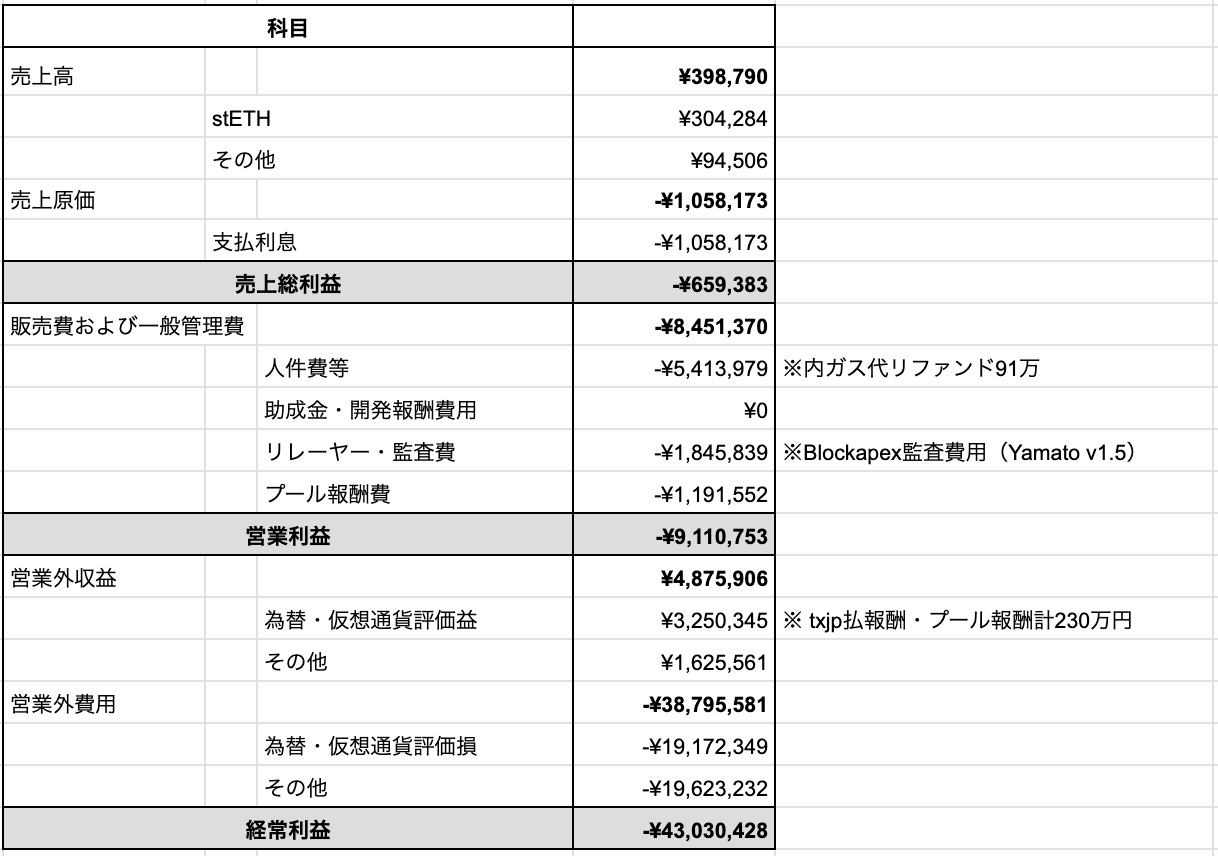 科目
売上高 ¥398,790
stETH ¥304,284
その他 ¥94,506
売上原価 -¥1,058,173
支払利息 -¥1,058,173
売上総利益 -¥659,383
販売費および一般管理費 -¥8,451,370
人件費等 -¥5,413,979 ※内ガス代リファンド91万
助成金・開発報酬費用 ¥0
リレーヤー・監査費 -¥1,845,839 ※Blockapex監査費用（Yamato v1.5）
プール報酬費 -¥1,191,552
営業利益 -¥9,110,753
営業外収益 ¥4,875,906
為替・仮想通貨評価益 ¥3,250,345 ※ txjp払報酬・プール報酬計230万円
その他 ¥1,625,561
営業外費用 -¥38,795,581
為替・仮想通貨評価損 -¥19,172,349
その他 -¥19,623,232
経常利益 -¥43,030,428